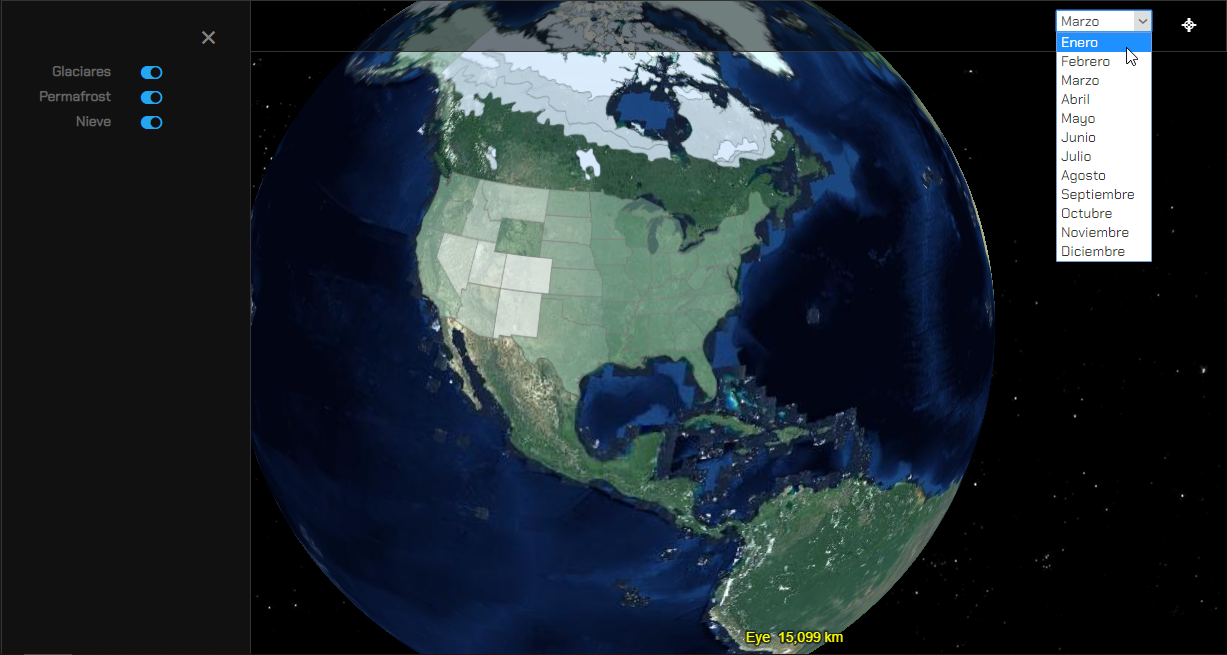 Glaciares
Permafrost
Nieve
Marzo
Enero
Febrero
Marzo
Abril
Mayo
Junio
Julio
Agosto
Septiembre
Octubre
Noviembre
Diciembre
Eye 15,099 km